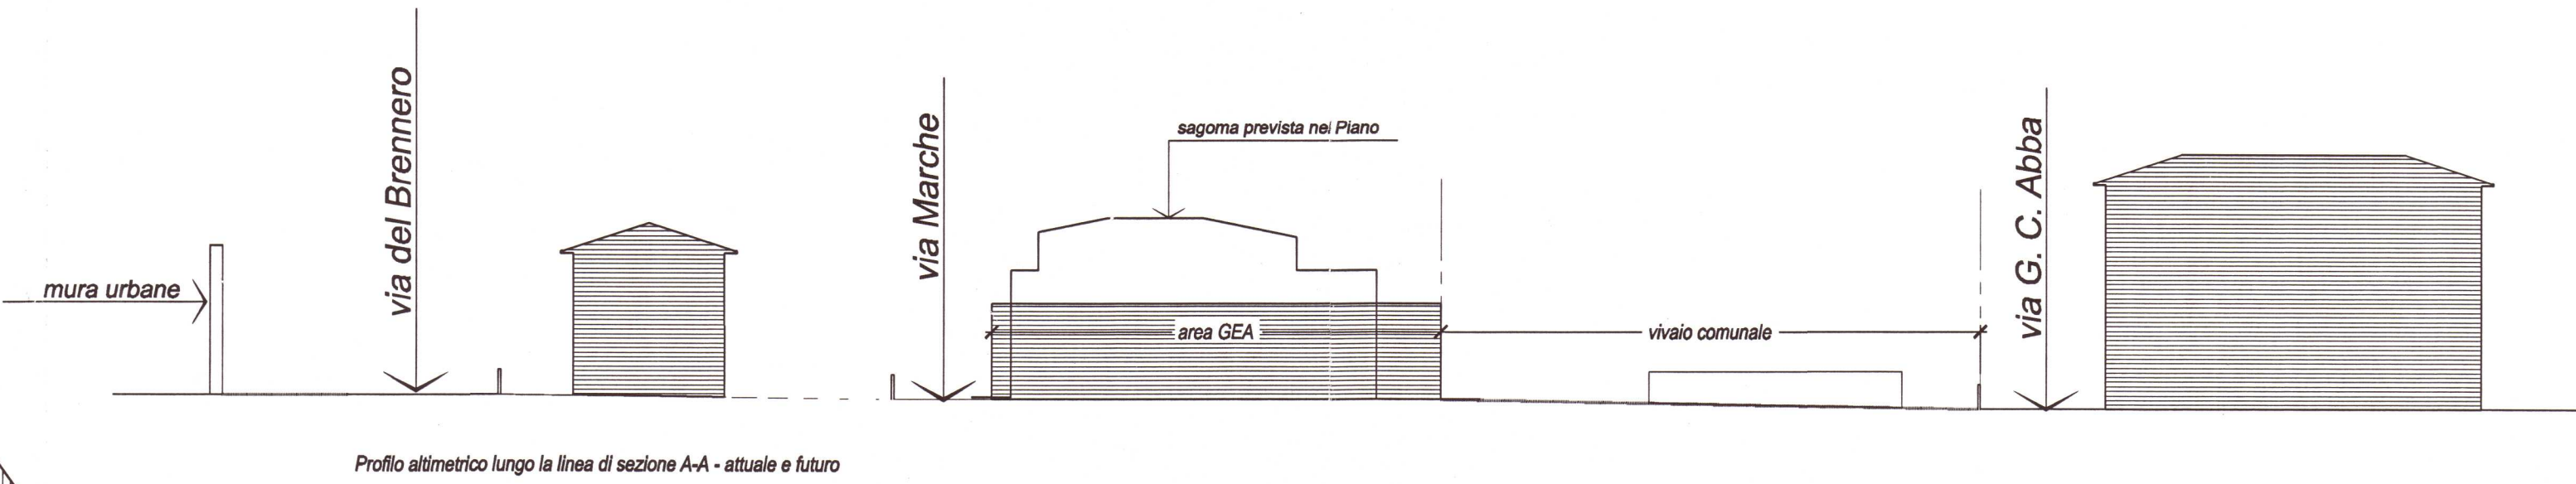 mura urbane
via del Brennero
via Marche
sagoma prevista nel Piano
area GEA
vivaio comunale
via G. C. Abba
Profilo altimetrico lungo la linea di sezione A-A - attuale e futuro